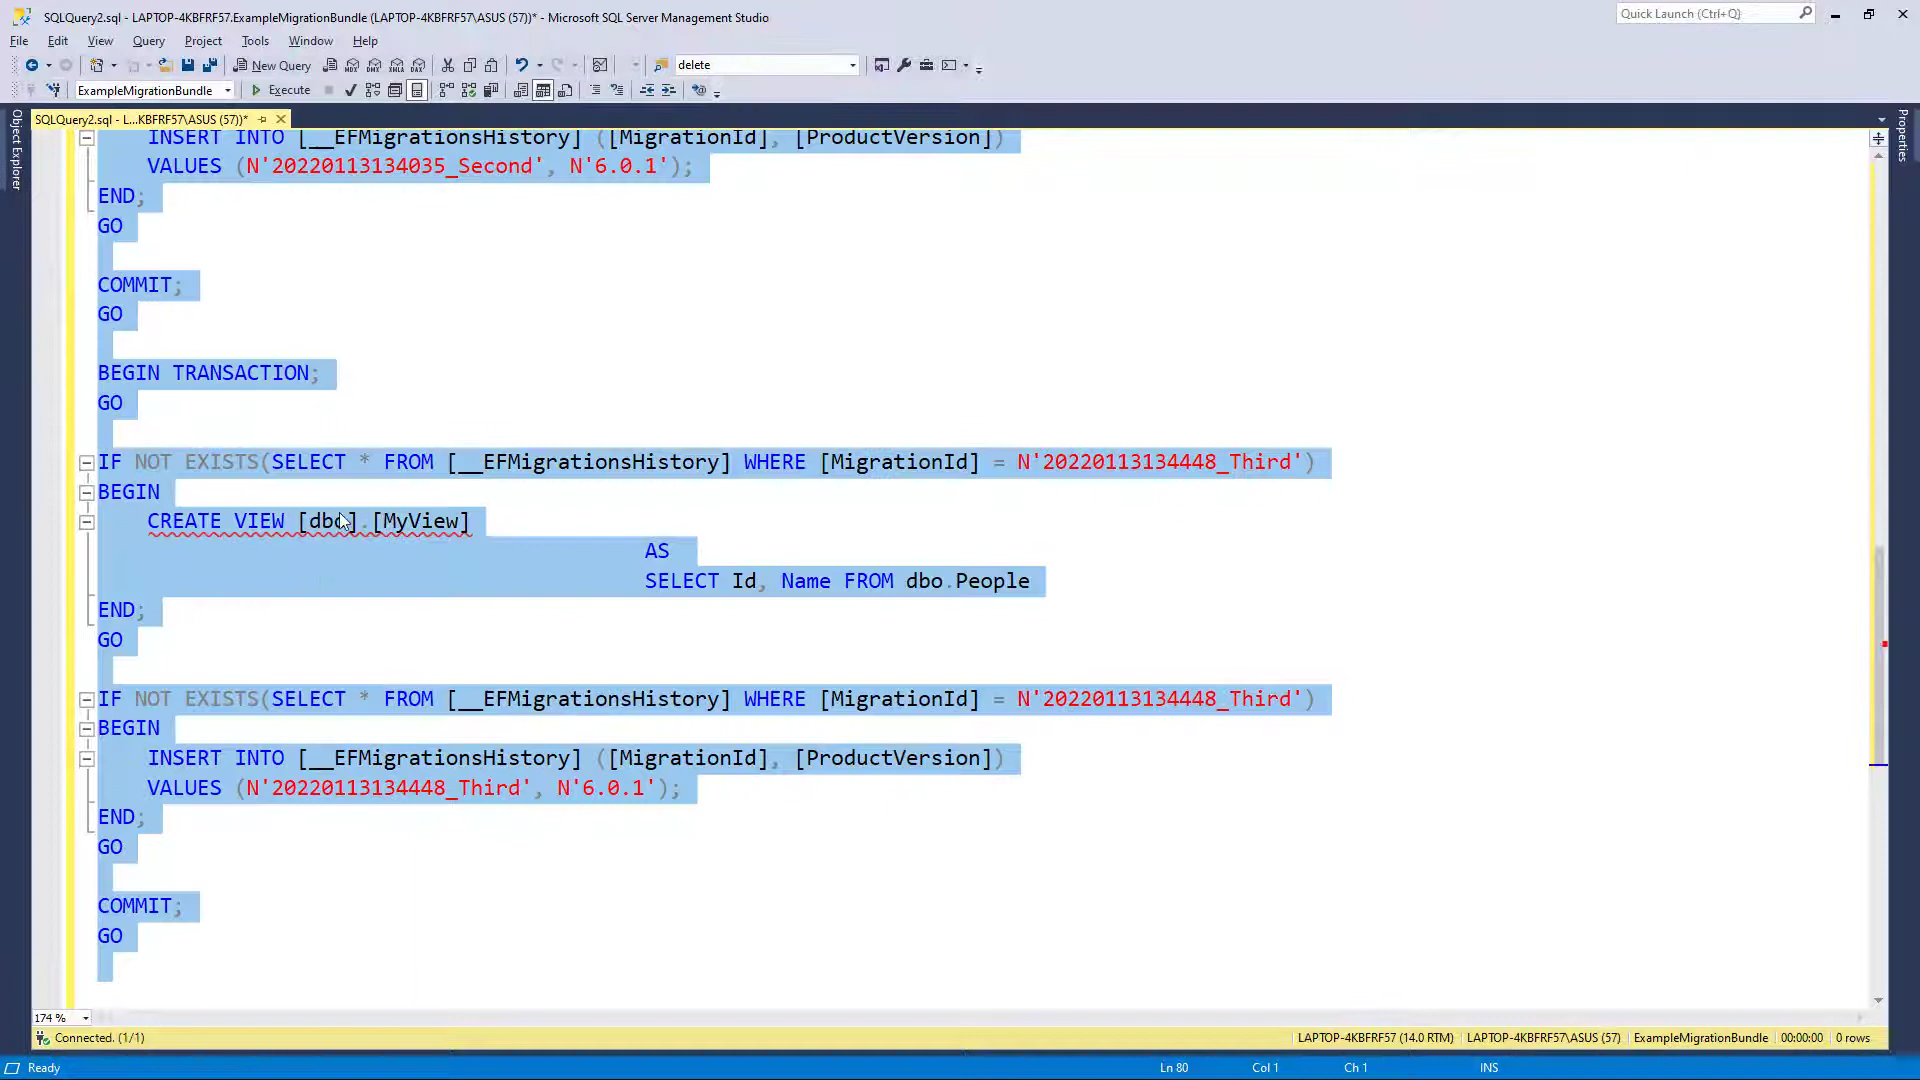 SQLQuery2.sql - LAPTOP-4KBFRF57.ExampleMigrationBundle (LAPTOP-4KBFRF57\ASUS (57))* - Microsoft SQL Server Management Studio
Quick Launch (Ctrl+Q)
File Edit View Query Project Tools Window Help
New Query
delete
ExampleMigrationBundle
Execute
SQLQuery2.sql - L...KBFRF57\ASUS (57))*
Object Explorer
Properties
INSERT INTO [__EFMigrationsHistory] ([MigrationId], [ProductVersion])
VALUES (N'20220113134035_Second', N'6.0.1');
END;
GO
COMMIT;
GO
BEGIN TRANSACTION;
GO
IF NOT EXISTS(SELECT * FROM [__EFMigrationsHistory] WHERE [MigrationId] = N'20220113134448_Third')
BEGIN
CREATE VIEW [dbo].[MyView]
AS
SELECT Id, Name FROM dbo.People
END;
GO
IF NOT EXISTS(SELECT * FROM [__EFMigrationsHistory] WHERE [MigrationId] = N'20220113134448_Third')
BEGIN
INSERT INTO [__EFMigrationsHistory] ([MigrationId], [ProductVersion])
VALUES (N'20220113134448_Third', N'6.0.1');
END;
GO
COMMIT;
GO
174 %
Connected. (1/1)
LAPTOP-4KBFRF57 (14.0 RTM) LAPTOP-4KBFRF57\ASUS (57) ExampleMigrationBundle 00:00:00 0 rows
Ready
Ln 80 Col 1 Ch 1 INS